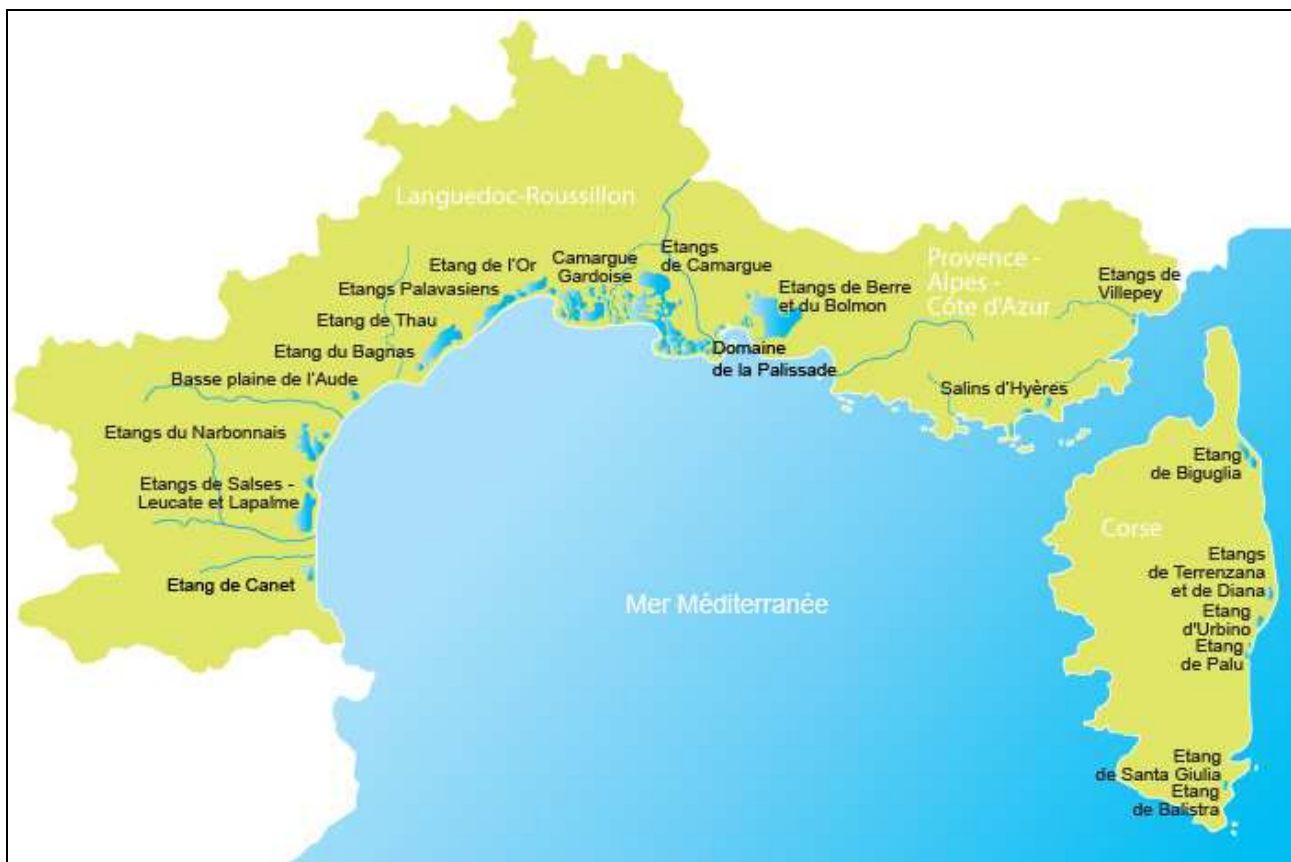 Languedoc-Roussillon
Etang de l'Or
Camargue
Gardoise
Etangs
de Camargue
Etangs Palavasiens
Etang de Thau
Etang du Bagnas
Basse plaine de l'Aude
Etangs du Narbonnais
Etangs de Salses -
Leucate et Lapalme
Etang de Canet
Etangs de Berre
et du Bolmon
Domaine
de la Palissade
Provence -
Alpes -
Côte d'Azur
Etangs de
Villepey
Salins d'Hyères
Mer Méditerranée
Etang
de Biguglia
Corse
Etangs
de Terrenzana
et de Diana
Etang
d'Urbino
Etang
de Palu
Etang
de Santa Giulia
Etang
de Balistra